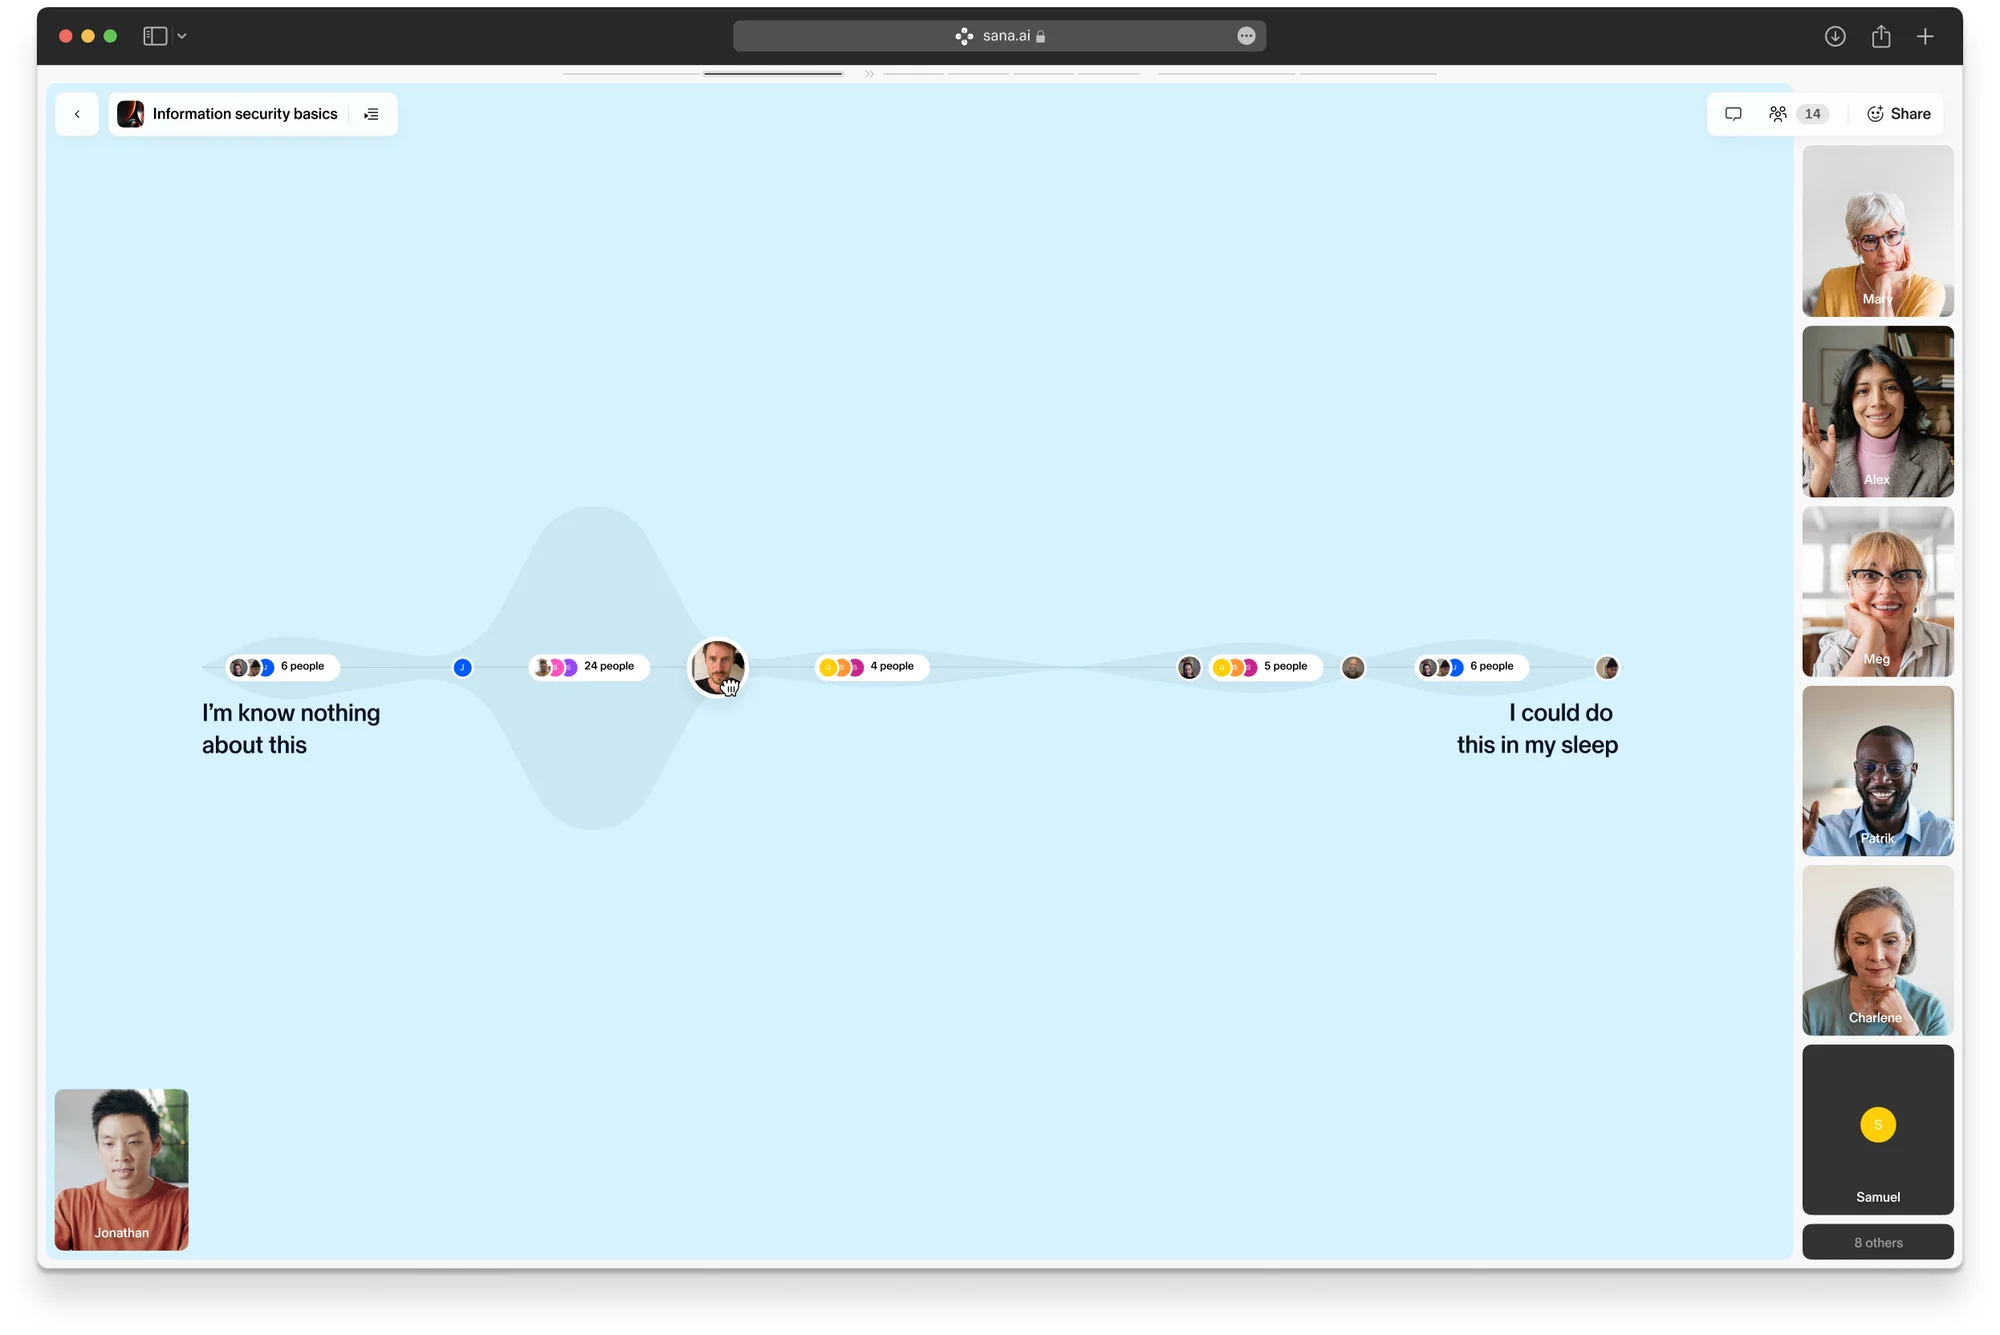 sana.ai
Information security basics
14
Share
Mary
Alex
Meg
J
6 people
J
S
S
24 people
G
S
S
4 people
G
S
S
5 people
J
6 people
I’m know nothing
about this
I could do
this in my sleep
Patrik
Charlene
S
Samuel
Jonathan
8 others